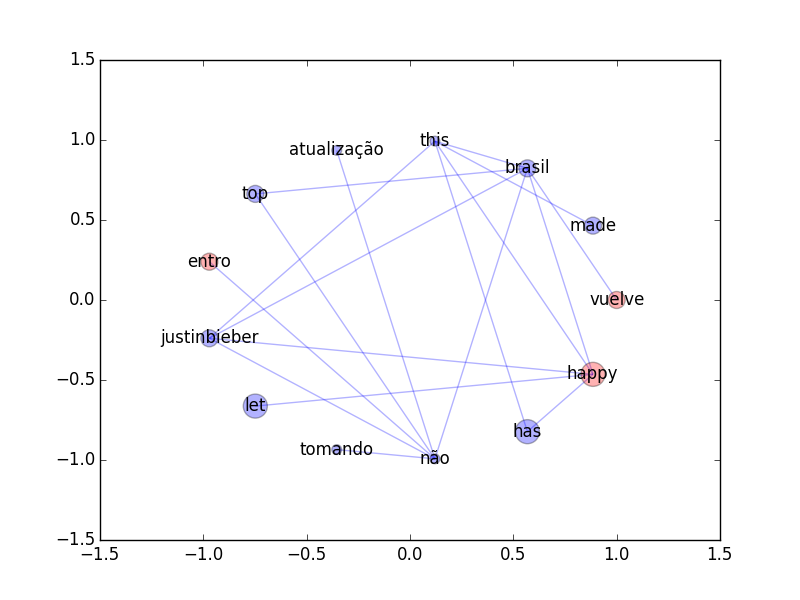 1.5
1.0
0.5
0.0
−0.5
−1.0
−1.5
this
atualização
brasil
top
made
entro
vuelve
justinbieber
happy
let
has
tomando
não
−1.5 −1.0 −0.5 0.0 0.5 1.0 1.5